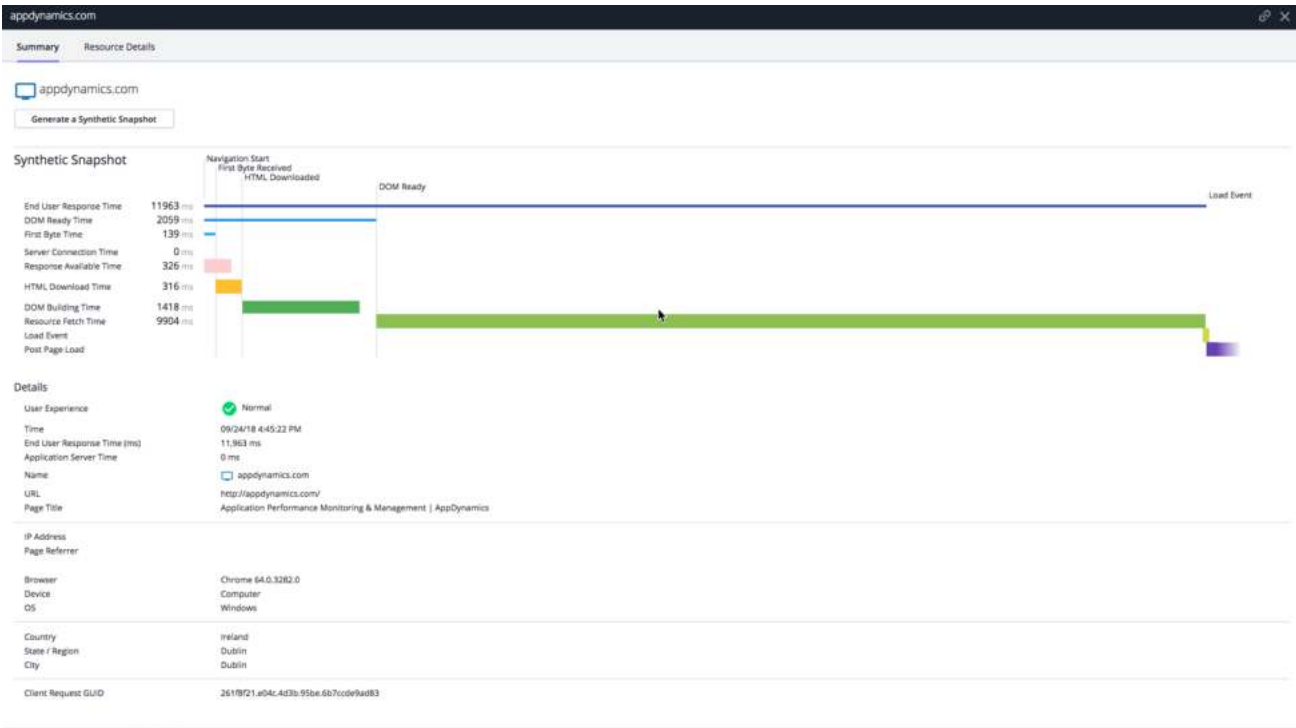 appdynamics.com
Summary Resource Details
appdynamics.com
Generate a Synthetic Snapshot
Synthetic Snapshot
Navigation Start
First Byte Received
HTML Downloaded
DOM Ready
Load Event
End User Response Time 11963 ms
DOM Ready Time 2059 ms
First Byte Time 139 ms
Server Connection Time 0 ms
Response Available Time 326 ms
HTML Download Time 316 ms
DOM Building Time 1418 ms
Resource Fetch Time 9904 ms
Load Event
Post Page Load
Details
User Experience Normal
Time 09/24/18 4:45:22 PM
End User Response Time (ms) 11,963 ms
Application Server Time 0 ms
Name appdynamics.com
URL http://appdynamics.com/
Page Title Application Performance Monitoring & Management | AppDynamics
IP Address
Page Referrer
Browser Chrome 64.0.3282.0
Device Computer
OS Windows
Country Ireland
State / Region Dublin
City Dublin
Client Request GUID